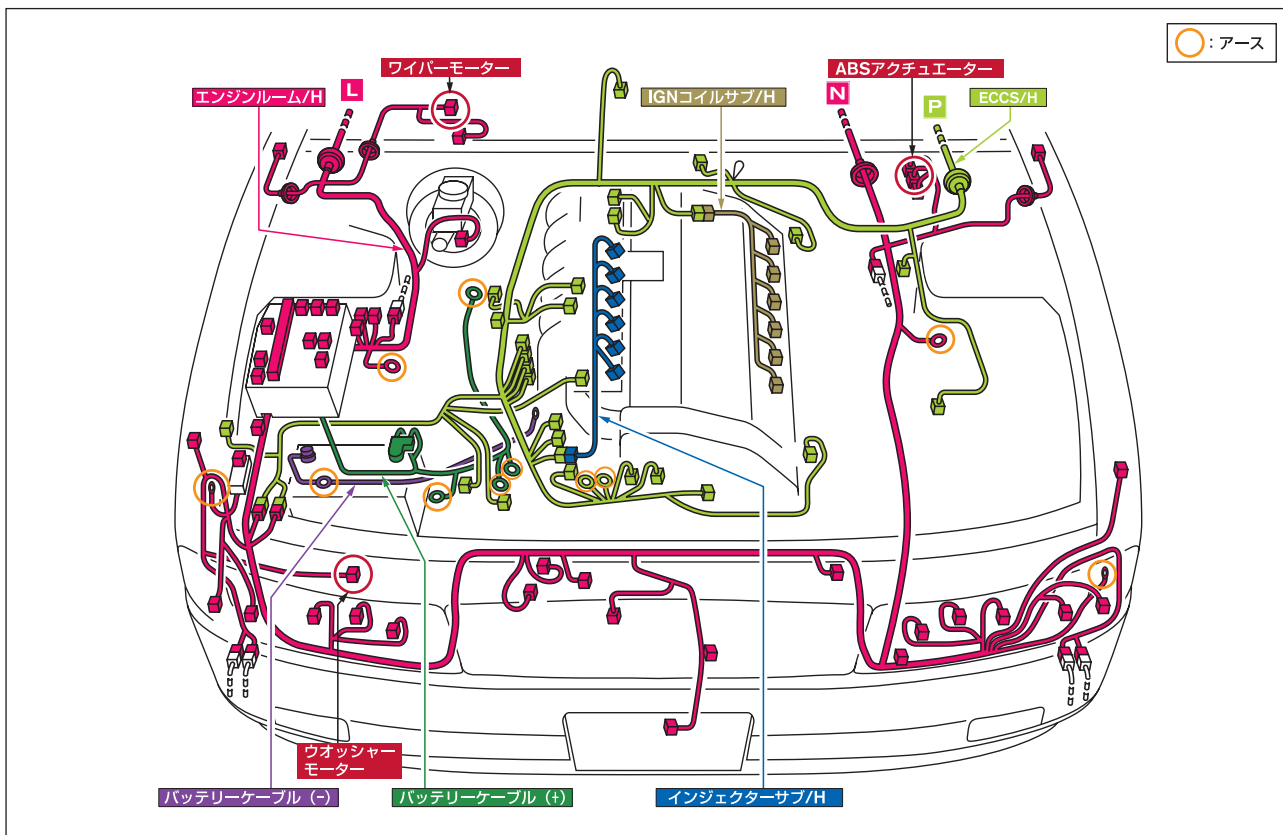 ：アース
ワイパーモーター
ABSアクチュエーター
エンジンルーム/H
L
IGNコイルサブ/H
N
P
ECCS/H
ウオッシャー
モーター
バッテリーケーブル（−）
バッテリーケーブル（+）
インジェクターサブ/H